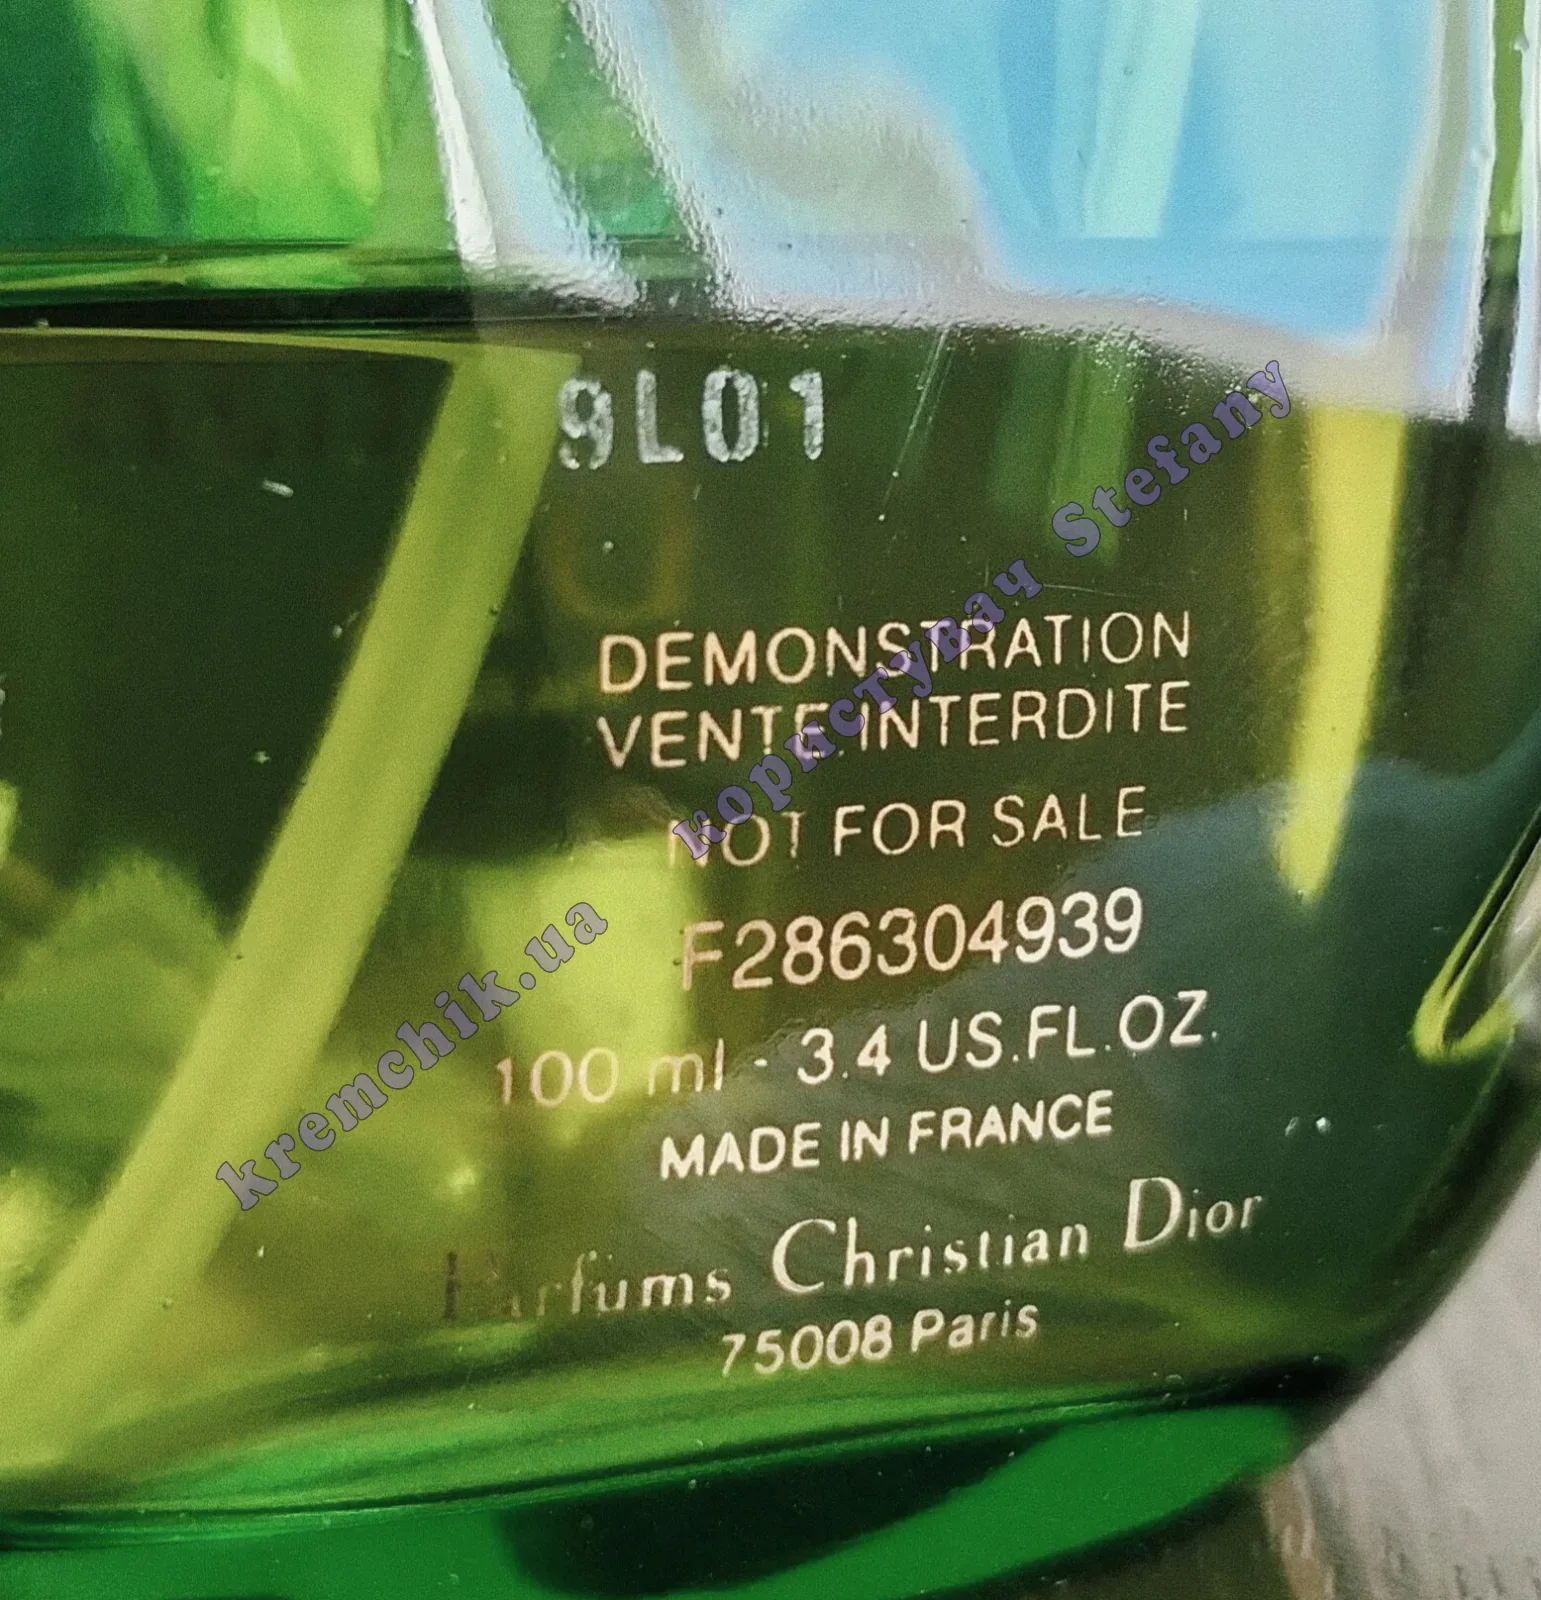 9L01
DÉMONSTRATION
VENTE INTERDITE
NOT FOR SALE
F286304939
100 ml - 3.4 US.FL.OZ.
MADE IN FRANCE
Parfums Christian Dior
75008 Paris
kremchik.ua користувач Stefany